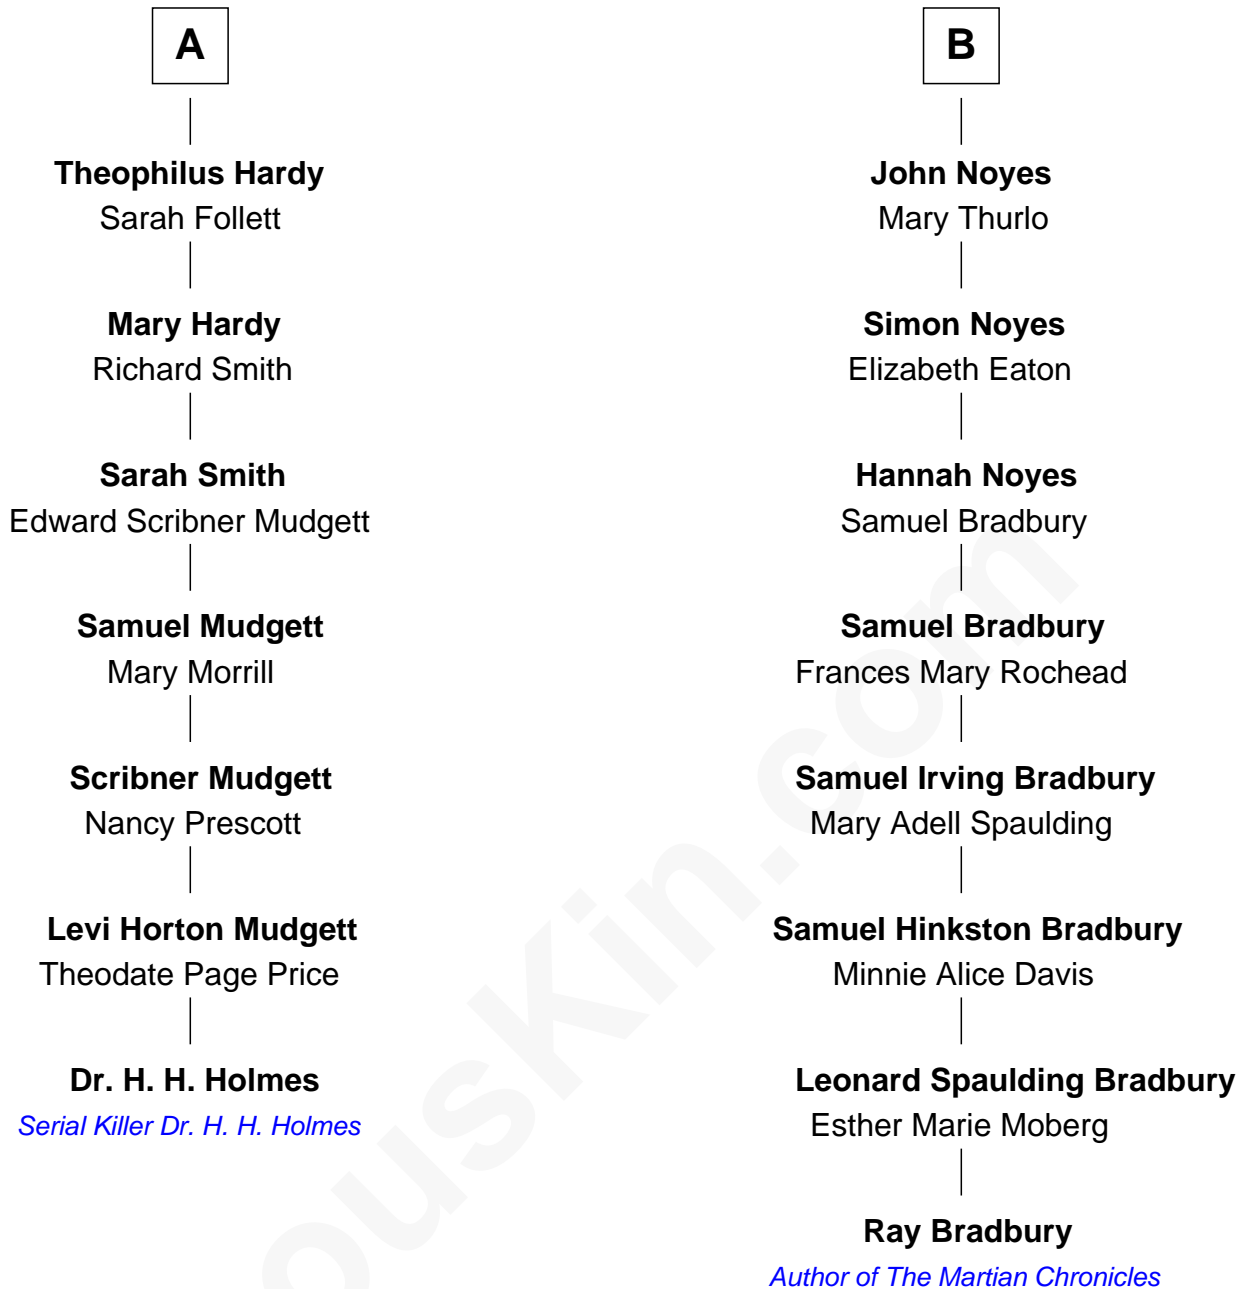 A
Theophilus Hardy
Sarah Follett
Mary Hardy
Richard Smith
Sarah Smith
Edward Scribner Mudgett
Samuel Mudgett
Mary Morrill
Scribner Mudgett
Nancy Prescott
Levi Horton Mudgett
Theodate Page Price
Dr. H. H. Holmes
Serial Killer Dr. H. H. Holmes
B
John Noyes
Mary Thurlo
Simon Noyes
Elizabeth Eaton
Hannah Noyes
Samuel Bradbury
Samuel Bradbury
Frances Mary Rochead
Samuel Irving Bradbury
Mary Adell Spaulding
Samuel Hinkston Bradbury
Minnie Alice Davis
Leonard Spaulding Bradbury
Esther Marie Moberg
Ray Bradbury
Author of The Martian Chronicles
ousKin.com